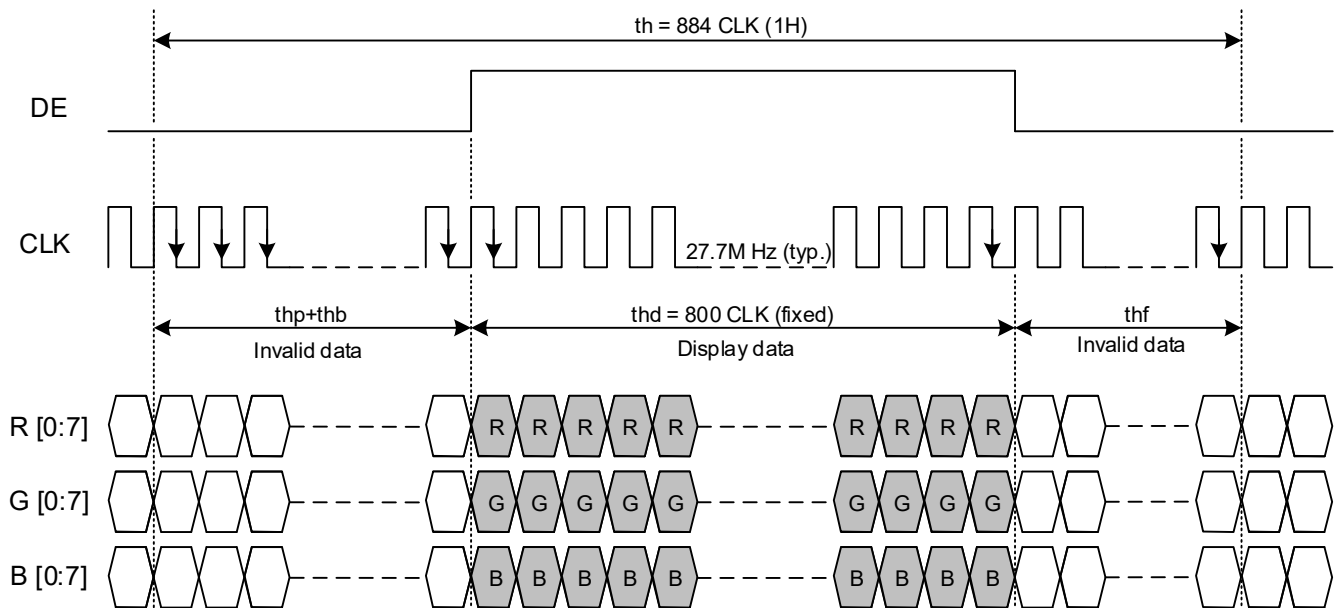 th = 884 CLK (1H)
DE
CLK
27.7M Hz (typ.)
thp+thb
thd = 800 CLK (fixed)
thf
Invalid data
Display data
Invalid data
R [0:7]
R R R R R R R R R
G [0:7]
G G G G G G G G G
B [0:7]
B B B B B B B B B